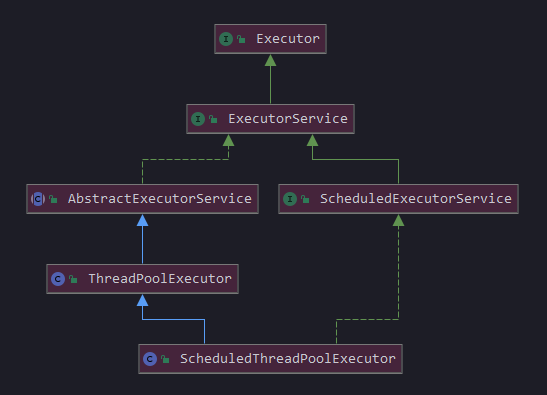 I Executor
I ExecutorService
C AbstractExecutorService
I ScheduledExecutorService
C ThreadPoolExecutor
C ScheduledThreadPoolExecutor